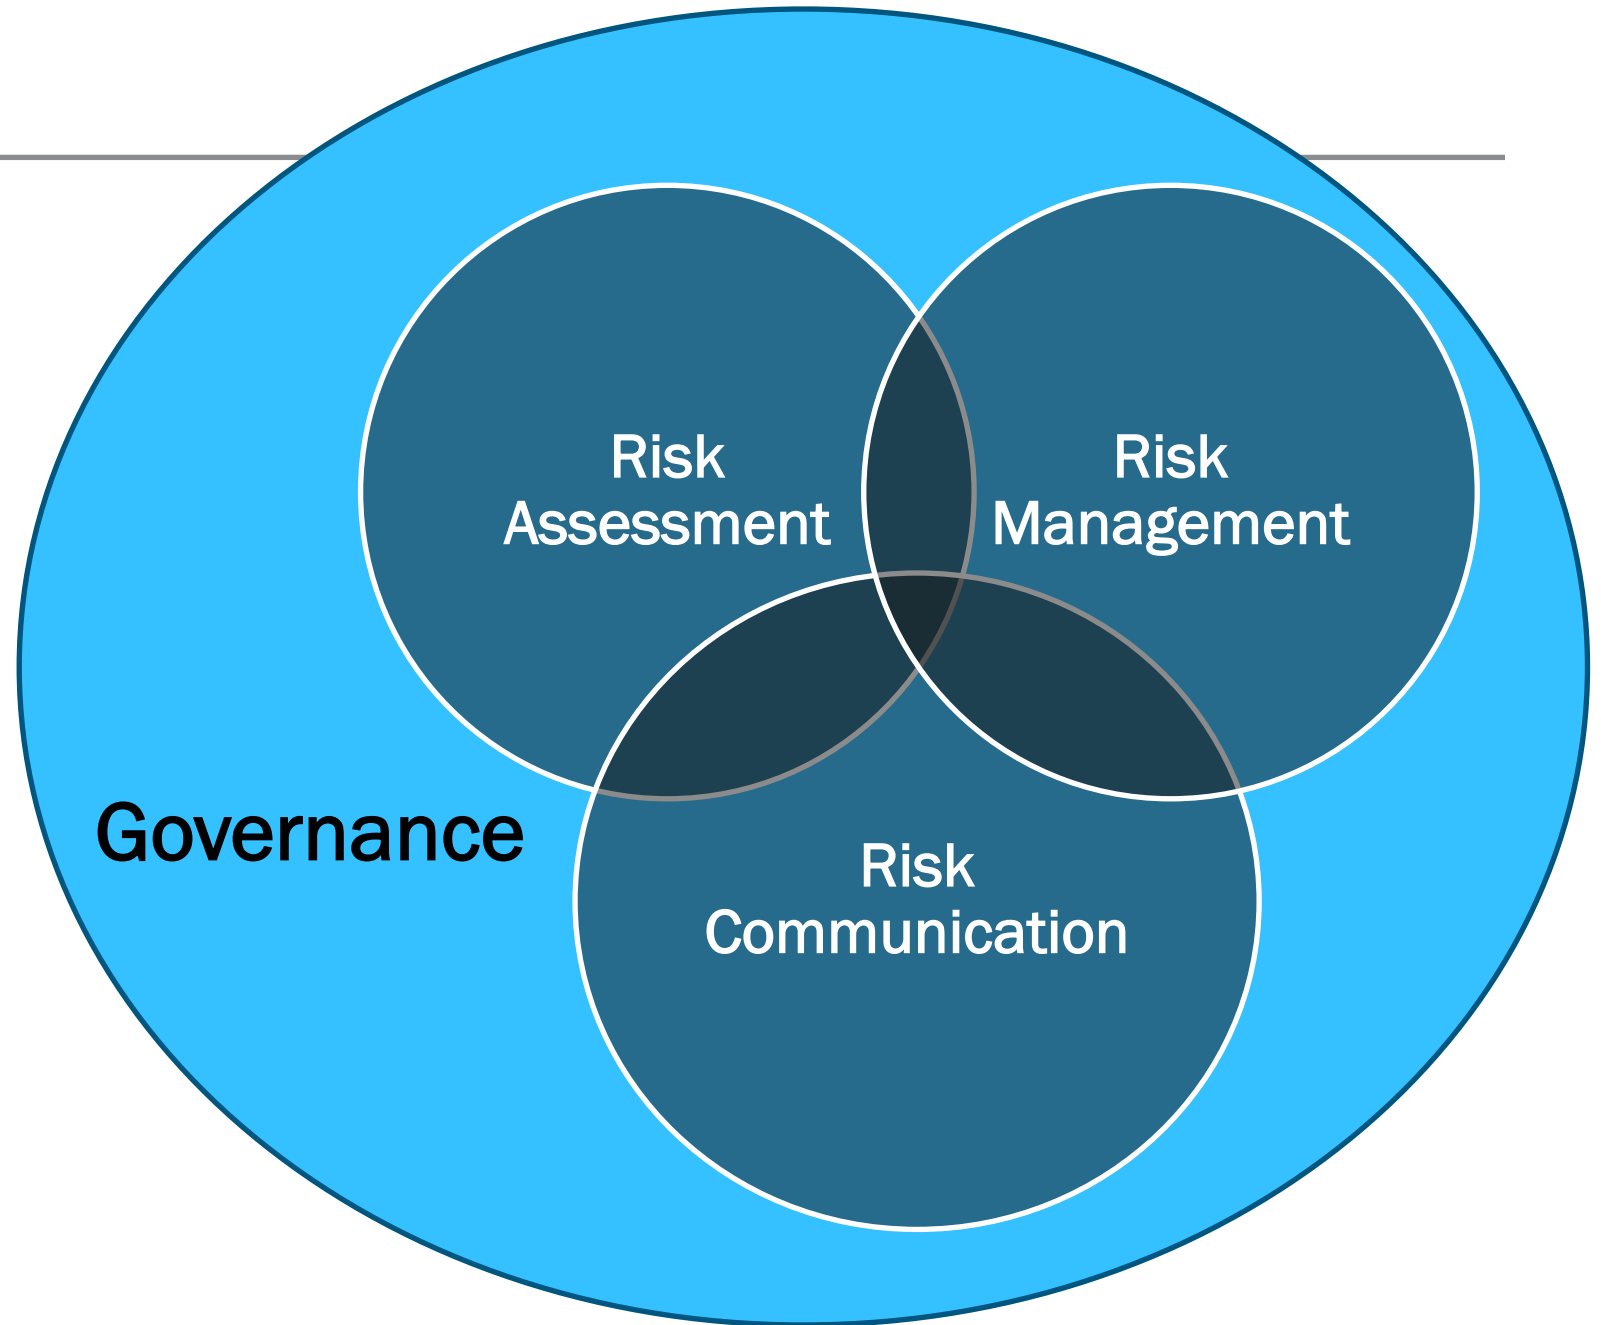 Risk
Assessment
Risk
Management
Governance
Risk
Communication